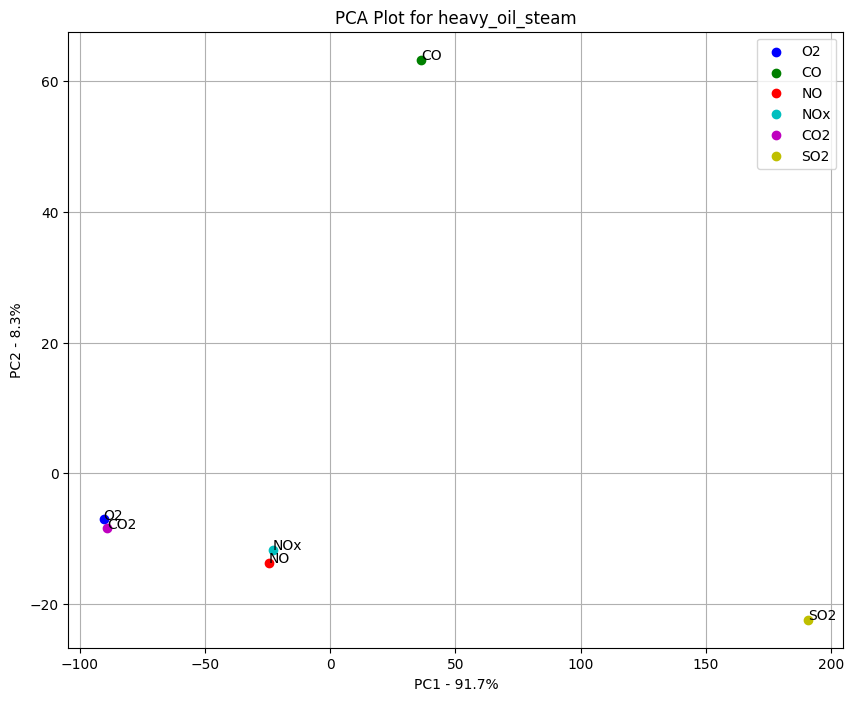 PCA Plot for heavy_oil_steam
CO
O2
CO
NO
NOx
CO2
SO2
60
40
20
0
−20
PC2 - 8.3%
O2
CO2
NOx
NO
SO2
−100
−50
0
50
100
150
200
PC1 - 91.7%